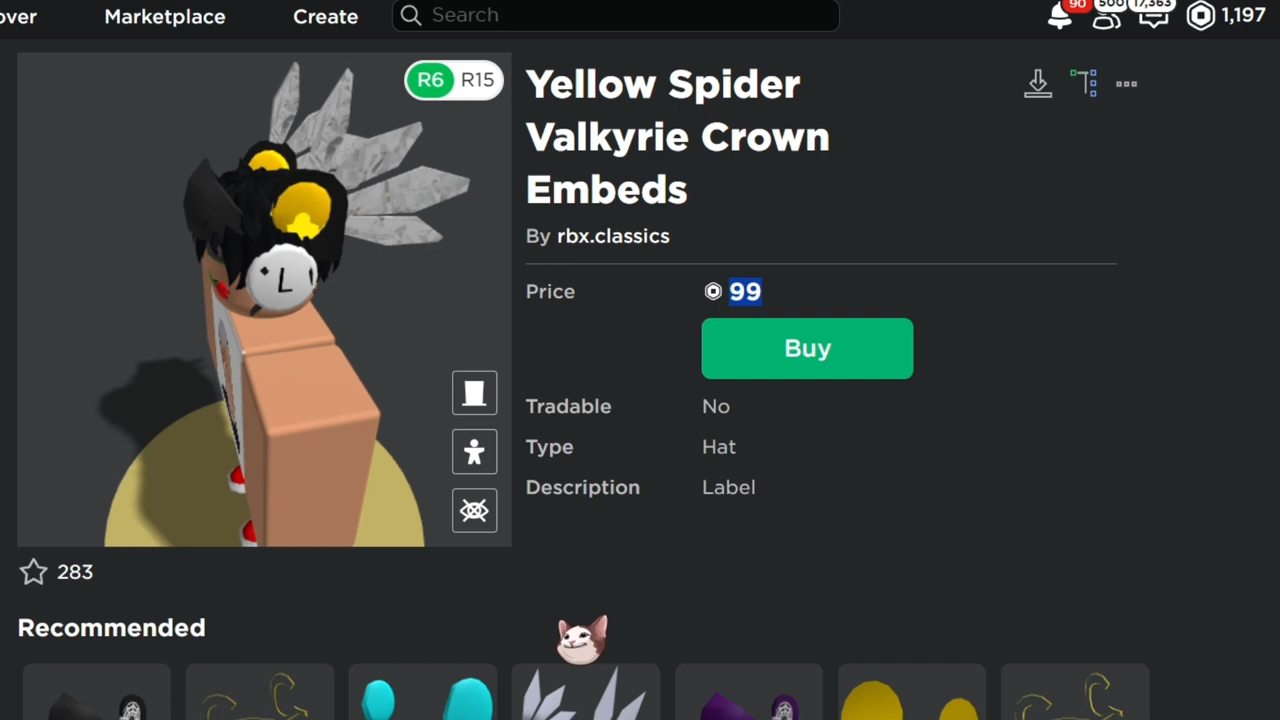 over Marketplace Create Search 90 500 17,363 1,197
R6 R15
Yellow Spider
Valkyrie Crown
Embeds
By rbx.classics
Price 99
Buy
Tradable No
Type Hat
Description Label
L
283
Recommended